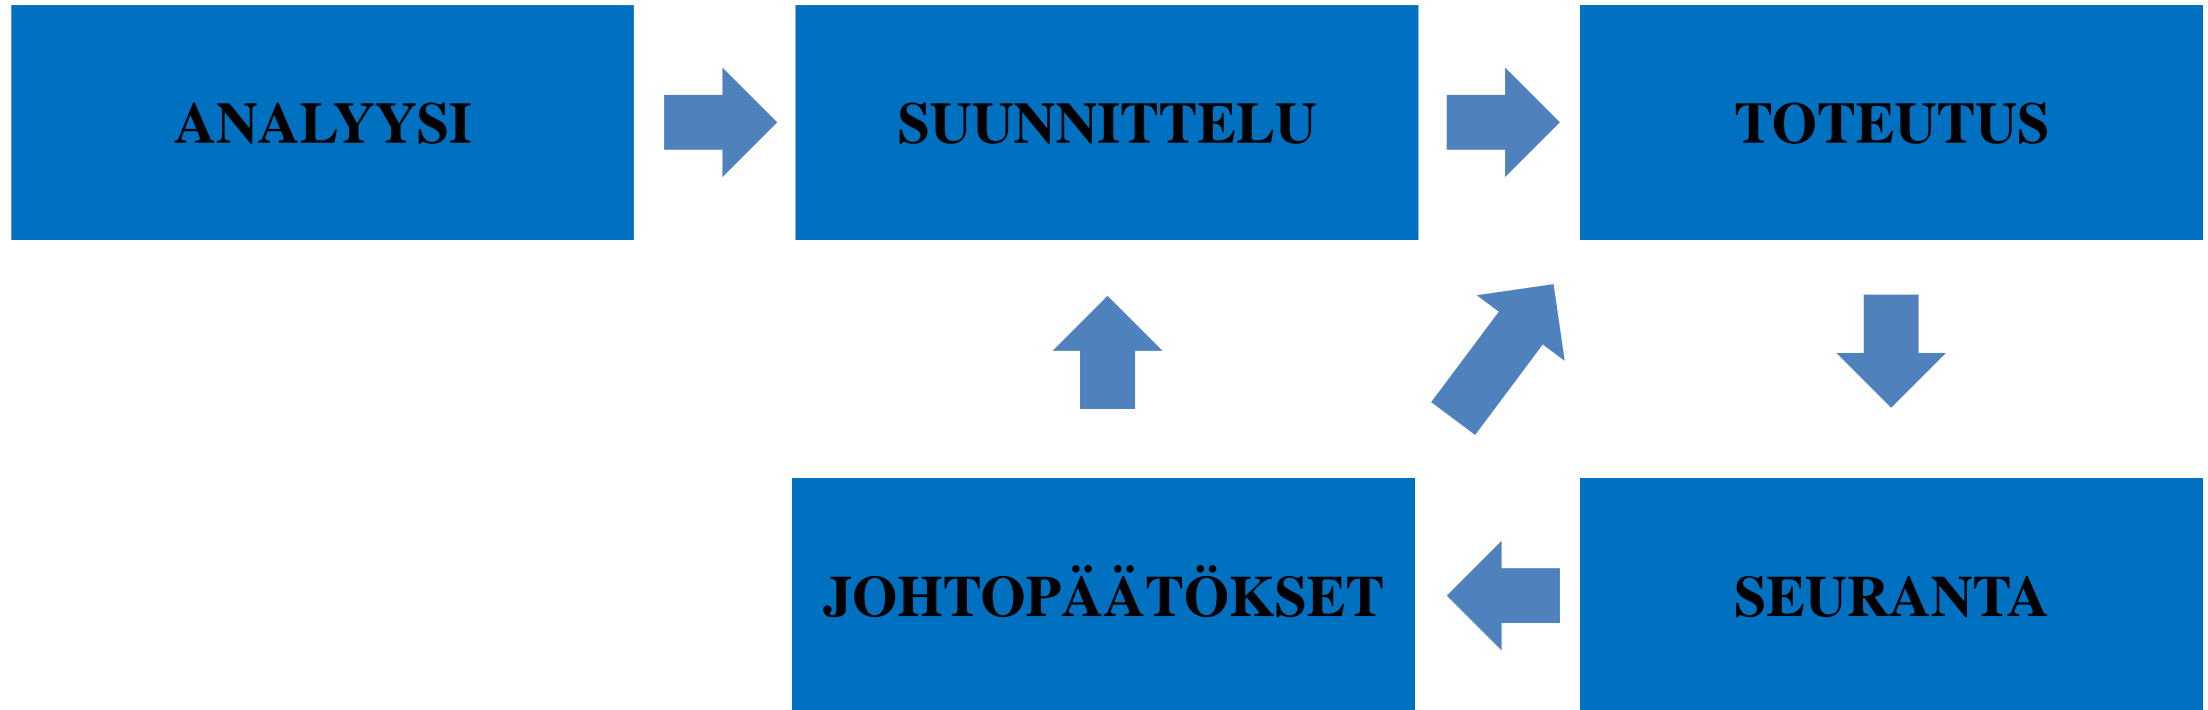 ANALYYSI
SUUNNITTELU
TOTEUTUS
JOHTOPÄÄTÖKSET
SEURANTA